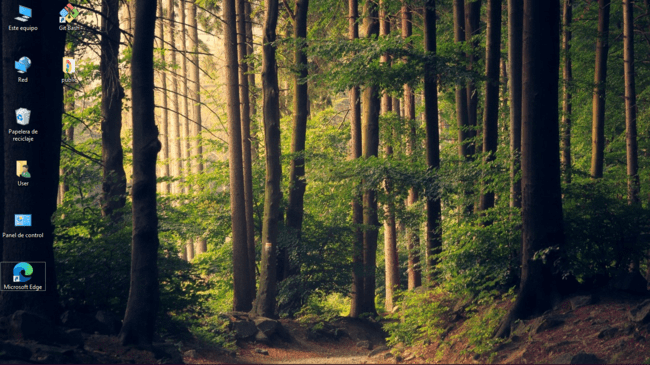 Este equipo
Git Bash
Red
Papelera de
reciclaje
User
Panel de control
Microsoft Edge